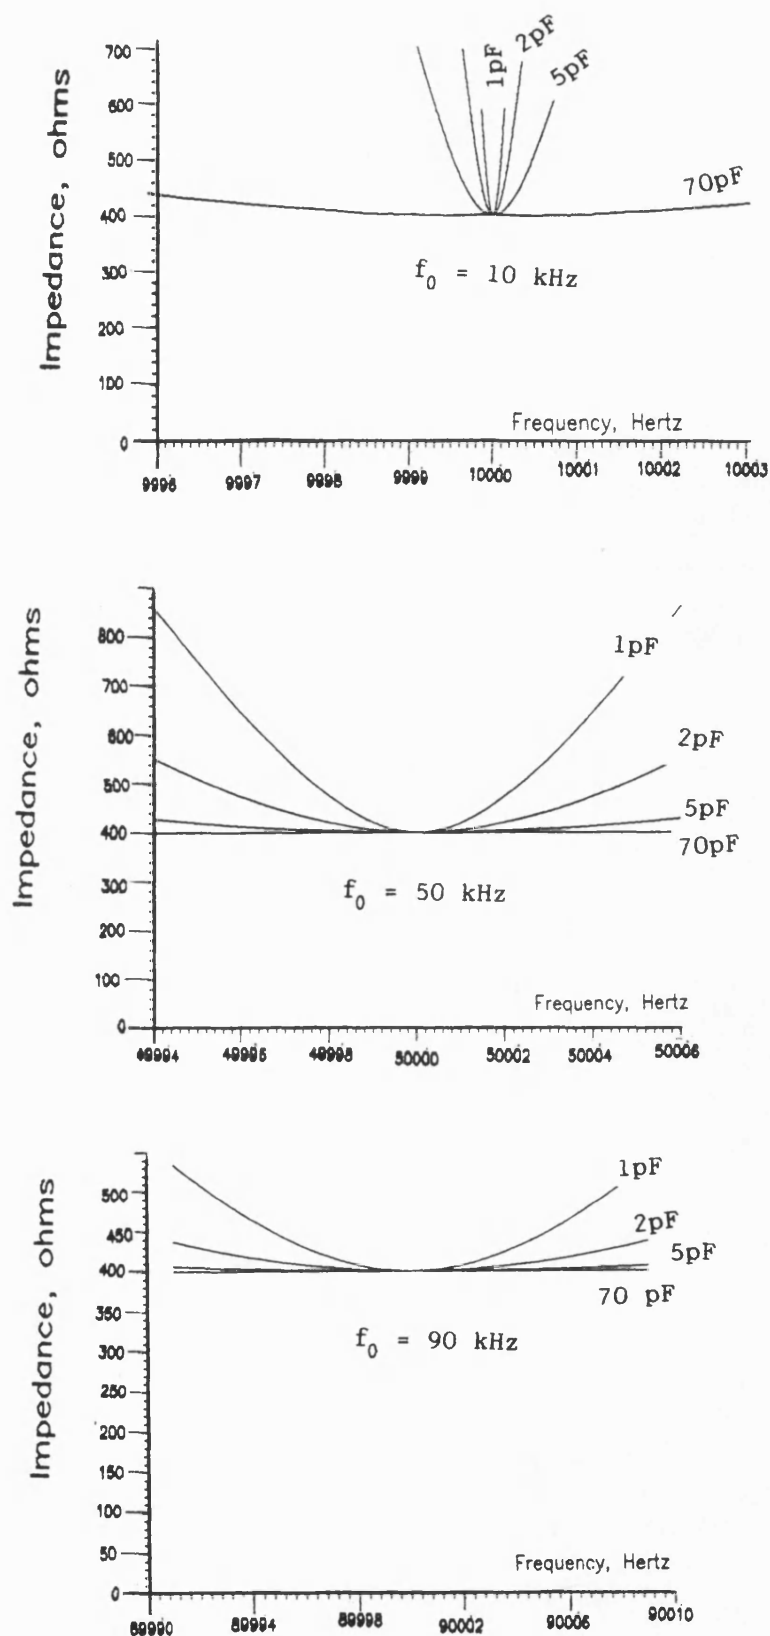 Impedance, ohms
700
600
500
400
300
200
100
0
1pF
2pF
5pF
70pF
f0 = 10 kHz
Frequency, Hertz
9996 9997 9998 9999 10000 10001 10002 10003
Impedance, ohms
800
700
600
500
400
300
200
100
0
1pF
2pF
5pF
70pF
f0 = 50 kHz
Frequency, Hertz
49994 49996 49998 50000 50002 50004 50006
Impedance, ohms
500
450
400
350
300
250
200
150
100
50
0
1pF
2pF
5pF
70 pF
f0 = 90 kHz
Frequency, Hertz
89990 89994 89998 90002 90006 90010